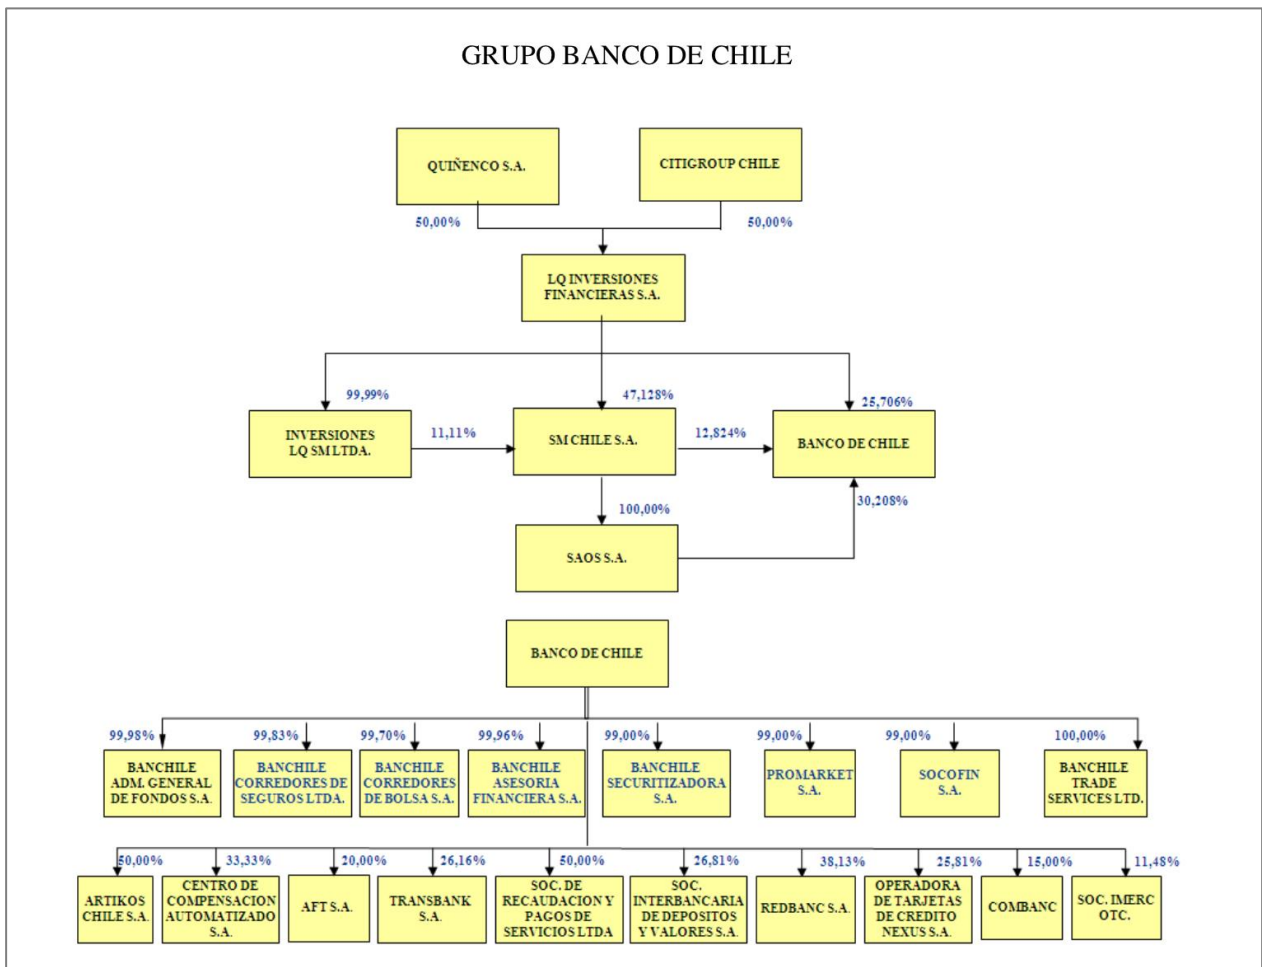 GRUPO BANCO DE CHILE
QUIÑENCO S.A.
CITIGROUP CHILE
50,00%
50,00%
LQ INVERSIONES
FINANCIERAS S.A.
99,99%
47,128%
25,706%
INVERSIONES
LQ SM LTDA.
11,11%
SM CHILE S.A.
12,824%
BANCO DE CHILE
100,00%
30,208%
SAOS S.A.
BANCO DE CHILE
99,98%
99,83%
99,70%
99,96%
99,00%
99,00%
99,00%
100,00%
BANCHILE
ADM. GENERAL
DE FONDOS S.A.
BANCHILE
CORREDORES DE
SEGUROS LTDA.
BANCHILE
CORREDORES
DE BOLSA S.A.
BANCHILE
ASESORIA
FINANCIERA S.A.
BANCHILE
SECURITIZADORA
S.A.
PROMARKET
S.A.
SOCOFIN
S.A.
BANCHILE
TRADE
SERVICES LTD.
50,00%
33,33%
20,00%
26,16%
50,00%
26,81%
38,13%
25,81%
15,00%
11,48%
ARTIKOS
CHILE S.A.
CENTRO DE
COMPENSACION
AUTOMATIZADO
S.A.
AFT S.A.
TRANSBANK
S.A.
SOC. DE
RECAUDACION Y
PAGOS DE
SERVICIOS LTDA
SOC.
INTERBANCARIA
DE DEPOSITOS
Y VALORES S.A.
REDBANC S.A.
OPERADORA
DE TARJETAS
DE CREDITO
NEXUS S.A.
COMBANC
SOC. IMERC
OTC.